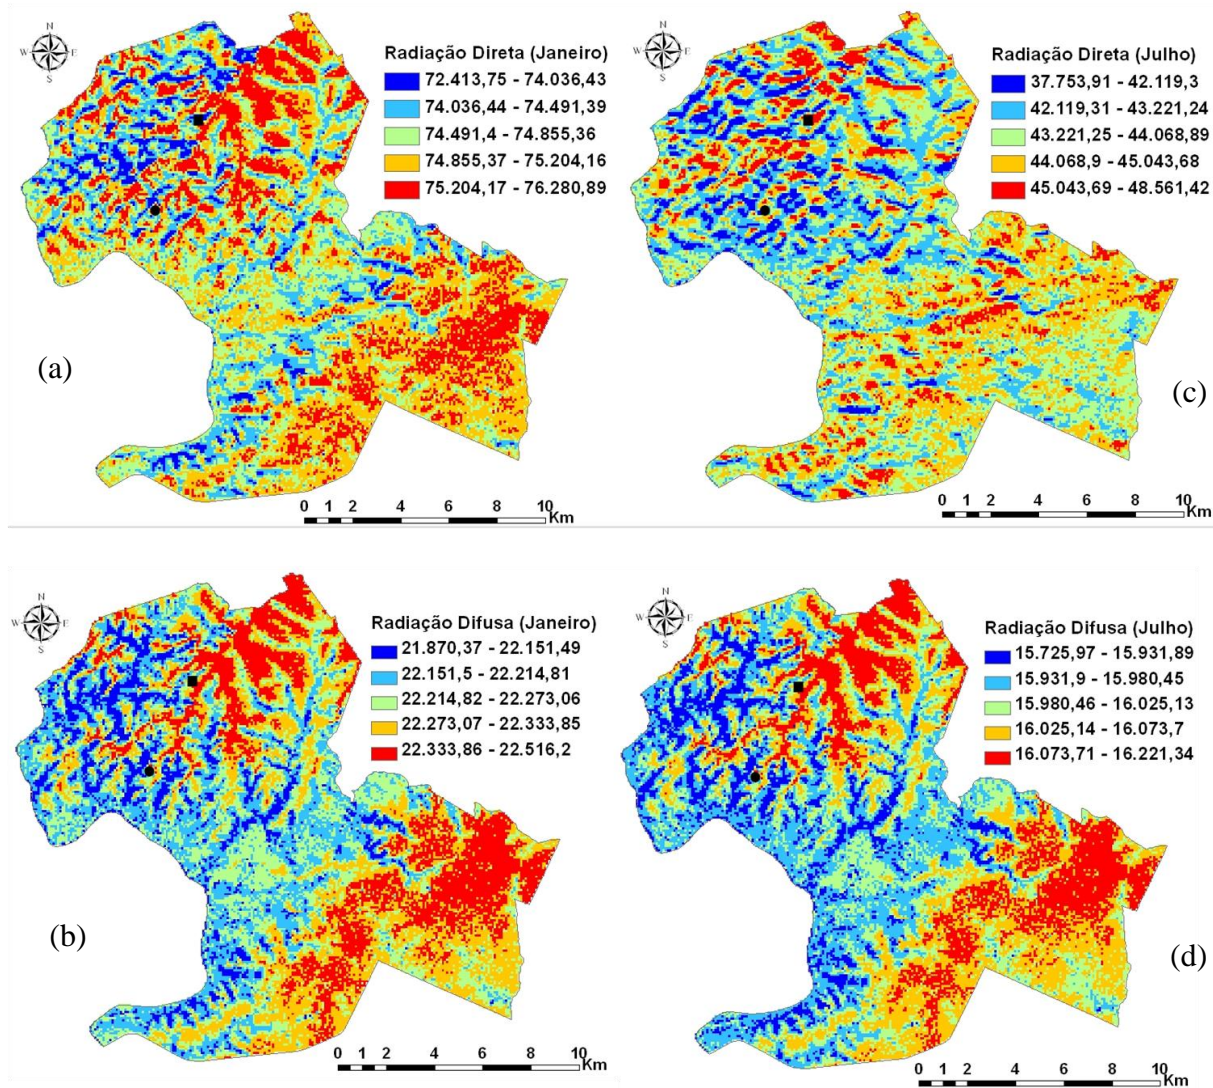 N
W E
S
Radiação Direta (Janeiro)
72.413,75 - 74.036,43
74.036,44 - 74.491,39
74.491,4 - 74.855,36
74.855,37 - 75.204,16
75.204,17 - 76.280,89
(a)
0 1 2 4 6 8 10
Km
N
W E
S
Radiação Direta (Julho)
37.753,91 - 42.119,3
42.119,31 - 43.221,24
43.221,25 - 44.068,89
44.068,9 - 45.043,68
45.043,69 - 48.561,42
(c)
0 1 2 4 6 8 10
Km
N
W E
S
Radiação Difusa (Janeiro)
21.870,37 - 22.151,49
22.151,5 - 22.214,81
22.214,82 - 22.273,06
22.273,07 - 22.333,85
22.333,86 - 22.516,2
(b)
0 1 2 4 6 8 10
Km
N
W E
S
Radiação Difusa (Julho)
15.725,97 - 15.931,89
15.931,9 - 15.980,45
15.980,46 - 16.025,13
16.025,14 - 16.073,7
16.073,71 - 16.221,34
(d)
0 1 2 4 6 8 10
Km